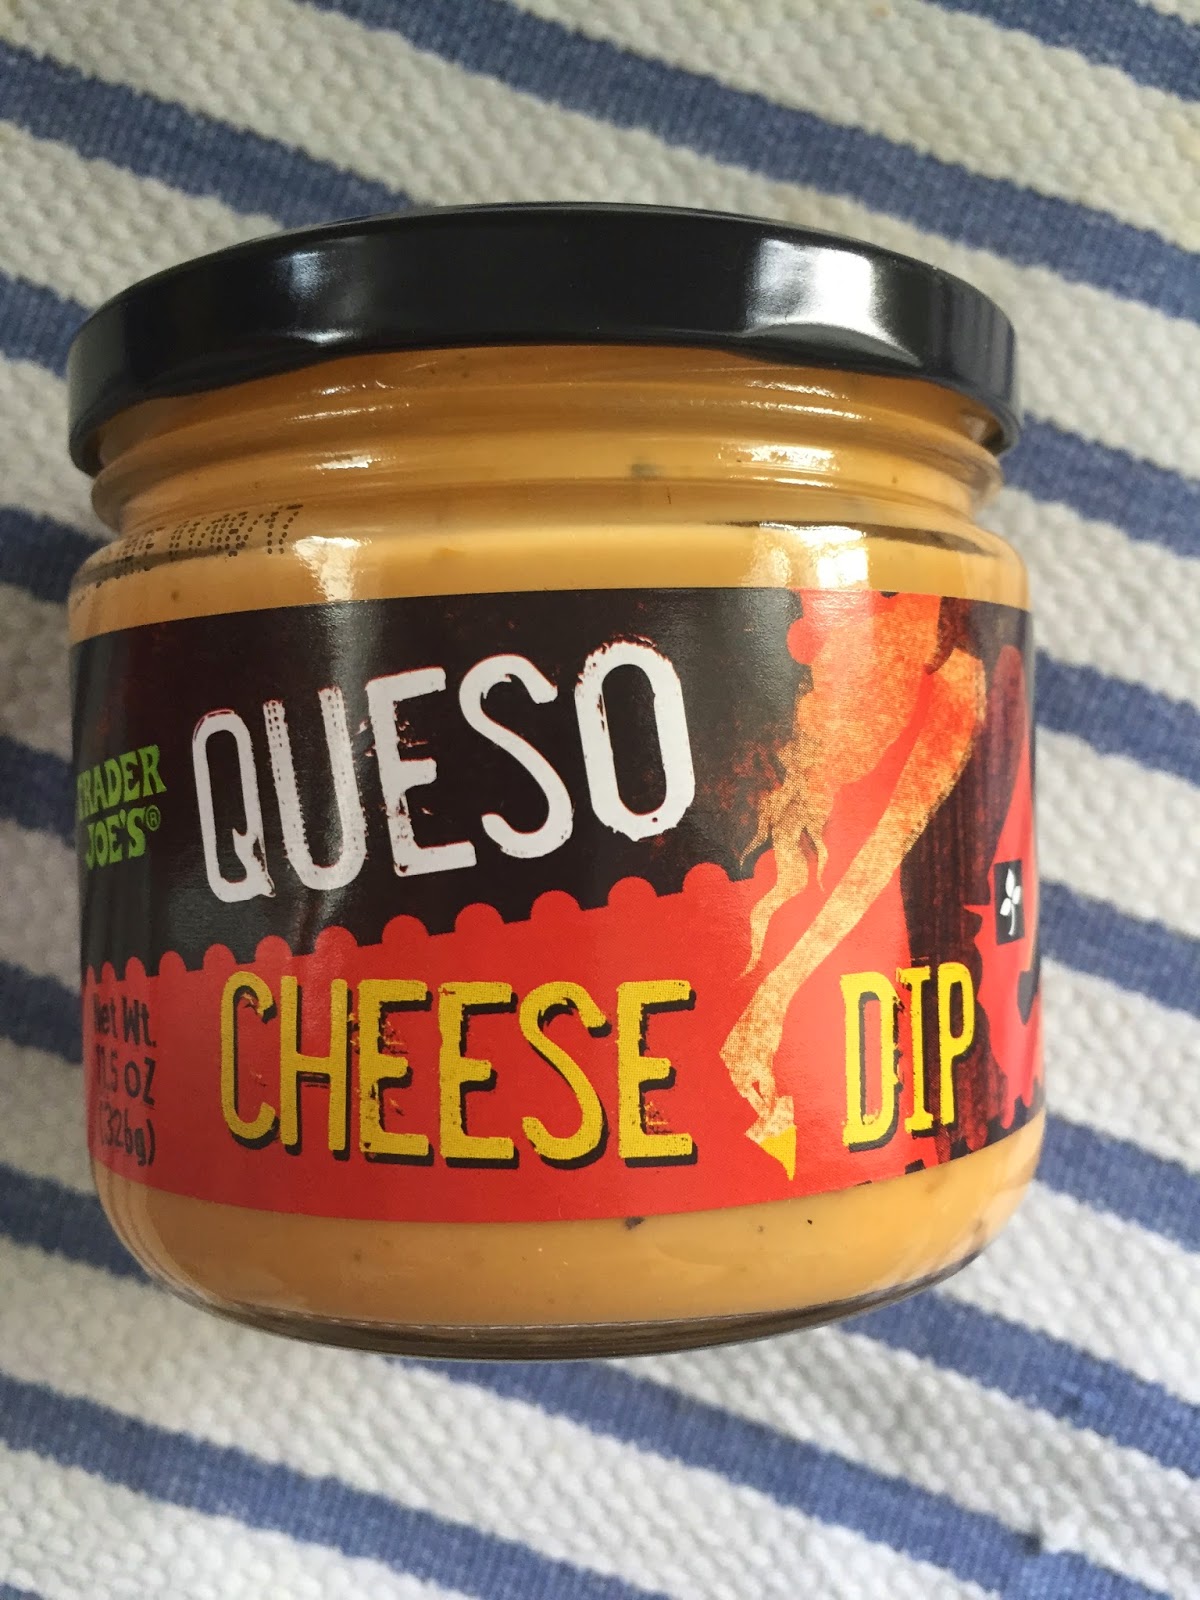 QUESO
TRADER
JOE'S®
CHEESE DIP
Net Wt.
11.5 OZ
(326g)